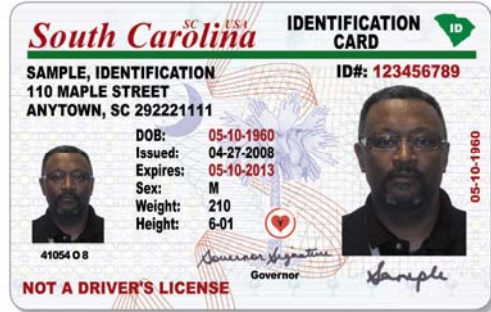 South Carolina
SC USA
IDENTIFICATION CARD
ID
SAMPLE, IDENTIFICATION
110 MAPLE STREET
ANYTOWN, SC 292221111
ID#: 123456789
DOB: 05-10-1960
Issued: 04-27-2008
Expires: 05-10-2013
Sex: M
Weight: 210
Height: 6-01
05-10-1960
Y
41054 O 8
Governor Signature
Governor
Sample
NOT A DRIVER'S LICENSE